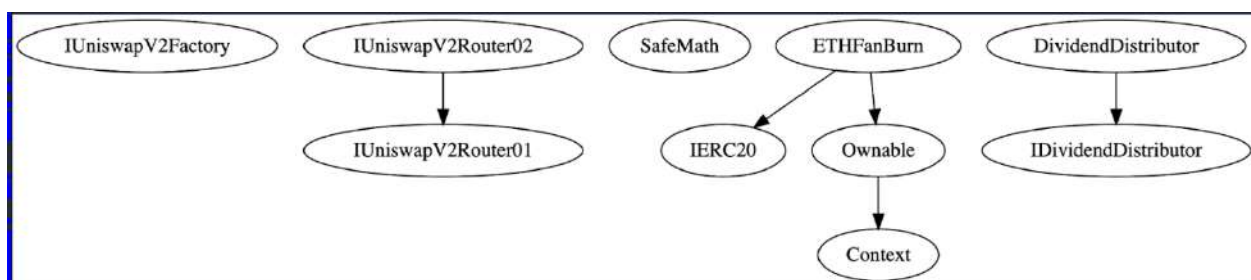 IUniswapV2Factory
IUniswapV2Router02
SafeMath
ETHFanBurn
DividendDistributor
IUniswapV2Router01
IERC20
Ownable
IDividendDistributor
Context